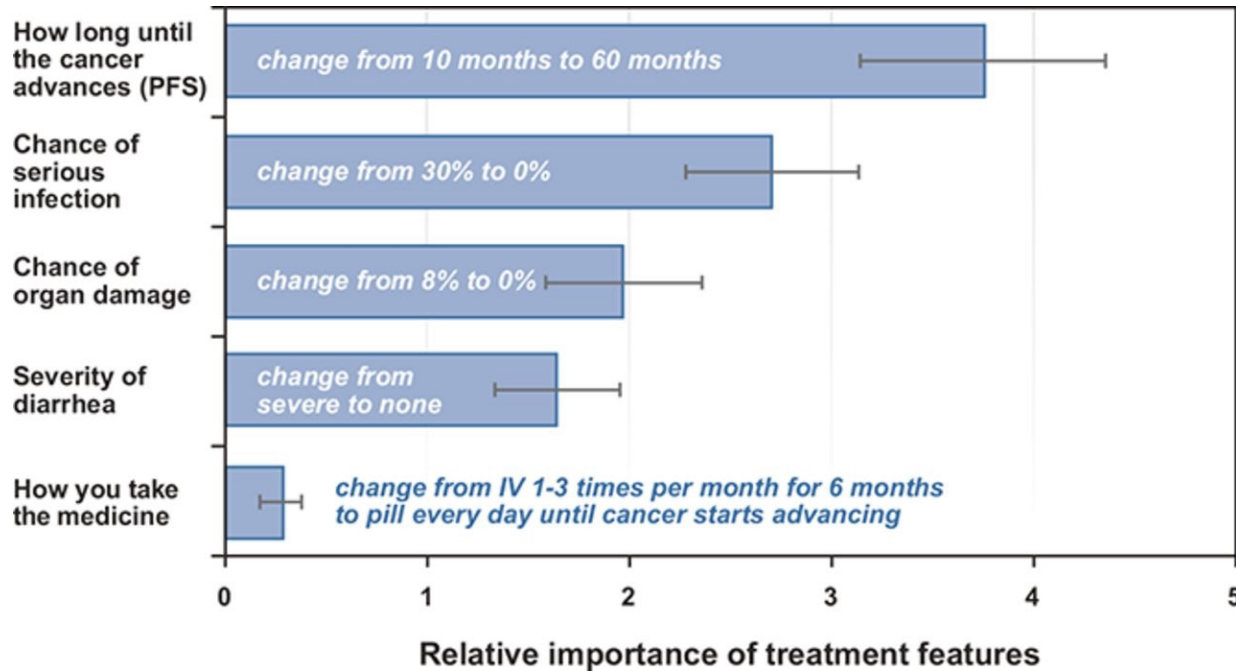 How long until
the cancer
advances (PFS)
change from 10 months to 60 months
Chance of
serious
infection
change from 30% to 0%
Chance of
organ damage
change from 8% to 0%
Severity of
diarrhea
change from
severe to none
How you take
the medicine
change from IV 1-3 times per month for 6 months
to pill every day until cancer starts advancing
0 1 2 3 4 5
Relative importance of treatment features